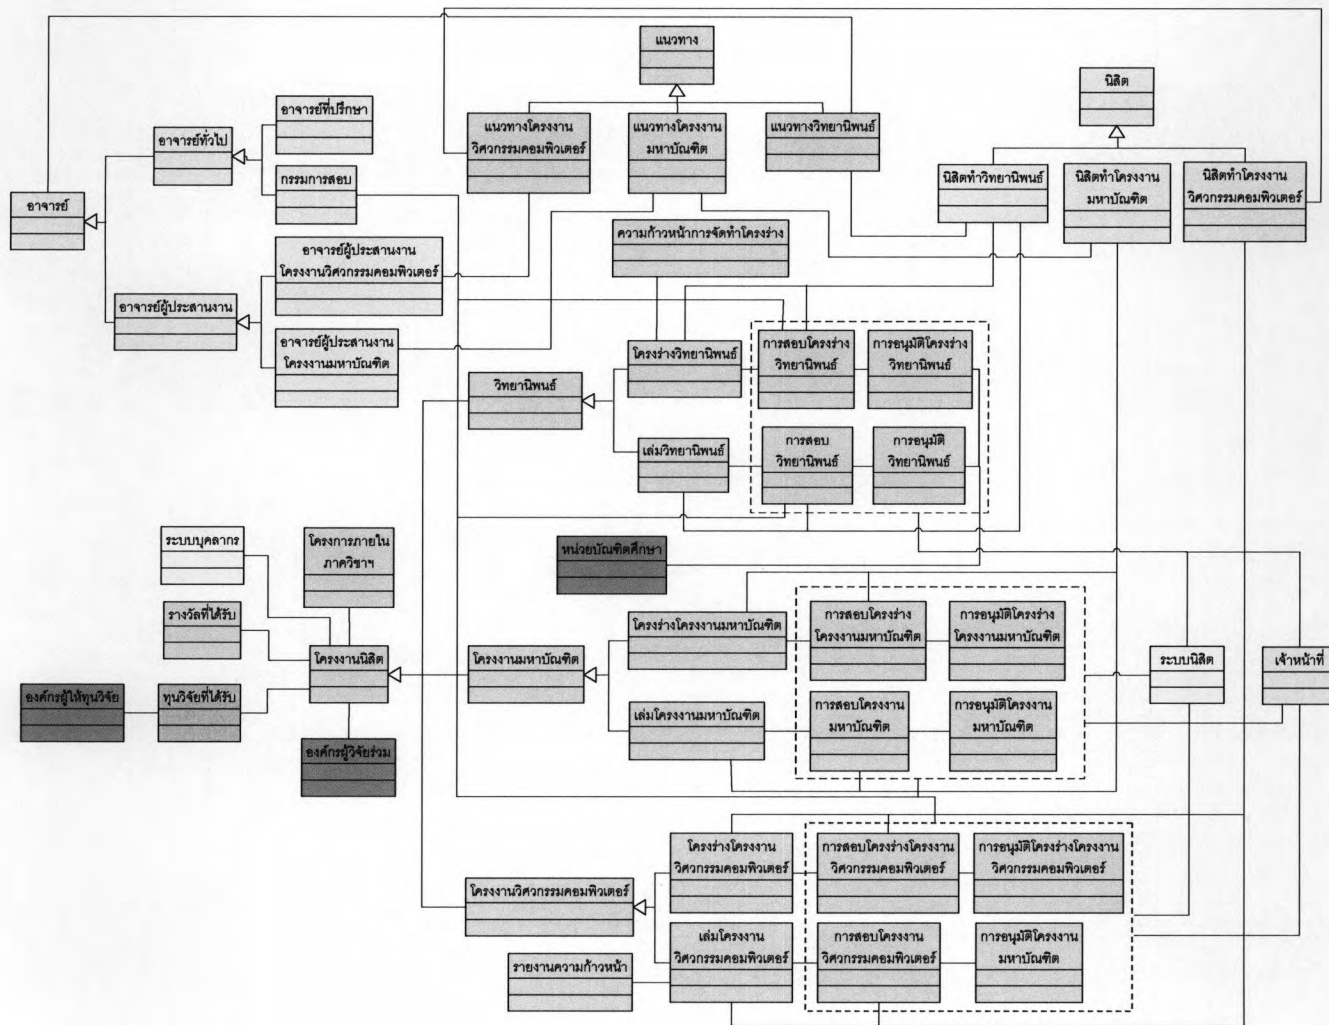 แนวทาง
นิสิต
อาจารย์ที่ปรึกษา
อาจารย์ทั่วไป
กรรมการสอบ
อาจารย์
แนวทางโครงงาน
วิศวกรรมคอมพิวเตอร์
แนวทางโครงงาน
มหาบัณฑิต
แนวทางวิทยานิพนธ์
นิสิตทำวิทยานิพนธ์
นิสิตทำโครงงาน
มหาบัณฑิต
นิสิตทำโครงงาน
วิศวกรรมคอมพิวเตอร์
ความก้าวหน้าการจัดทำโครงร่าง
อาจารย์ผู้ประสานงาน
โครงงานวิศวกรรมคอมพิวเตอร์
อาจารย์ผู้ประสานงาน
อาจารย์ผู้ประสานงาน
โครงงานมหาบัณฑิต
วิทยานิพนธ์
โครงร่างวิทยานิพนธ์
การสอบโครงร่าง
วิทยานิพนธ์
การอนุมัติโครงร่าง
วิทยานิพนธ์
เล่มวิทยานิพนธ์
การสอบ
วิทยานิพนธ์
การอนุมัติ
วิทยานิพนธ์
ระบบบุคลากร
โครงการภายใน
ภาควิชาฯ
หน่วยบัณฑิตศึกษา
รางวัลที่ได้รับ
โครงงานนิสิต
องค์กรผู้ให้ทุนวิจัย
ทุนวิจัยที่ได้รับ
องค์กรผู้วิจัยร่วม
โครงงานมหาบัณฑิต
โครงร่างโครงงานมหาบัณฑิต
การสอบโครงร่าง
โครงงานมหาบัณฑิต
การอนุมัติโครงร่าง
โครงงานมหาบัณฑิต
เล่มโครงงานมหาบัณฑิต
การสอบโครงงาน
มหาบัณฑิต
การอนุมัติโครงงาน
มหาบัณฑิต
ระบบนิสิต
เจ้าหน้าที่
โครงงานวิศวกรรมคอมพิวเตอร์
โครงร่างโครงงาน
วิศวกรรมคอมพิวเตอร์
การสอบโครงร่างโครงงาน
วิศวกรรมคอมพิวเตอร์
การอนุมัติโครงร่างโครงงาน
วิศวกรรมคอมพิวเตอร์
เล่มโครงงาน
วิศวกรรมคอมพิวเตอร์
การสอบโครงงาน
วิศวกรรมคอมพิวเตอร์
การอนุมัติโครงงาน
มหาบัณฑิต
รายงานความก้าวหน้า